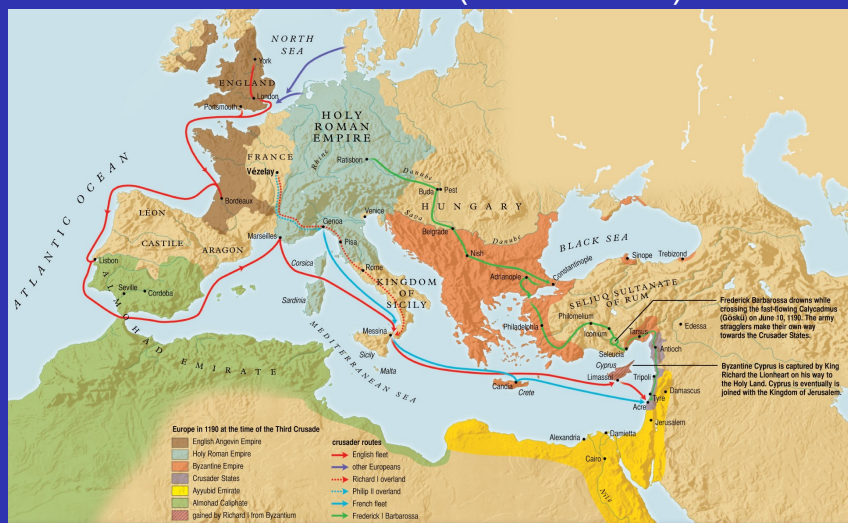 NORTH
SEA
York
ENGLAND
London
Portsmouth
HOLY
ROMAN
EMPIRE
Rhine
Ratisbon
FRANCE
Vézelay
ATLANTIC OCEAN
Danube
Buda
Pest
HUNGARY
Bordeaux
Venice
Sava
Genoa
Belgrade
Danube
LEÓN
CASTILE
ARAGON
Marseilles
Pisa
Nish
BLACK SEA
Corsica
Rome
Sinope
Trebizond
Constantinople
Adrianople
Lisbon
Seville
Cordoba
Sardinia
KINGDOM
OF
SICILY
SELJUQ SULTANATE
OF RUM
ALMOHAD EMIRATE
Philomelium
Philadelphia
Iconium
Tarsus
Edessa
Seleucia
Antioch
Frederick Barbarossa drowns while
crossing the fast-flowing Calycadmus
(Göskü) on June 10, 1190. The army
stragglers make their own way
towards the Crusader States.
Messina
Sicily
Malta
MEDITERRANEAN SEA
Candia
Crete
Cyprus
Limassol
Tripoli
Damascus
Tyre
Acre
Jerusalem
Byzantine Cyprus is captured by King
Richard the Lionheart on his way to
the Holy Land. Cyprus is eventually is
joined with the Kingdom of Jerusalem.
Alexandria
Damietta
Cairo
Nile
Europe in 1190 at the time of the Third Crusade
English Angevin Empire
Holy Roman Empire
Byzantine Empire
Crusader States
Ayyubid Emirate
Almohad Caliphate
gained by Richard I from Byzantium
crusader routes
English fleet
other Europeans
Richard I overland
Philip II overland
French fleet
Frederick I Barbarossa